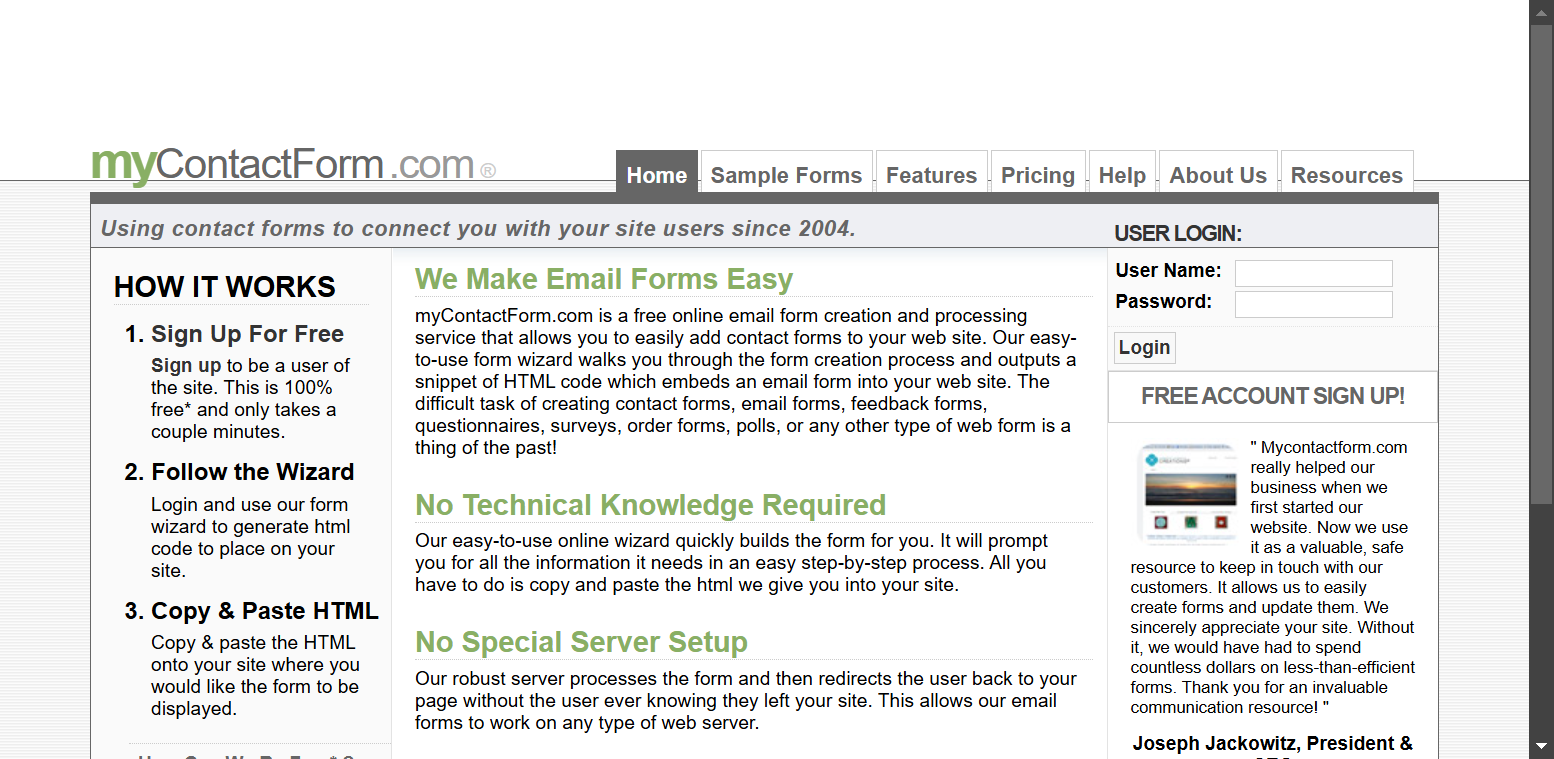 myContactForm.com ®
Home
Sample Forms
Features
Pricing
Help
About Us
Resources
Using contact forms to connect you with your site users since 2004.
HOW IT WORKS
1. Sign Up For Free
Sign up to be a user of
the site. This is 100%
free* and only takes a
couple minutes.
2. Follow the Wizard
Login and use our form
wizard to generate html
code to place on your
site.
3. Copy & Paste HTML
Copy & paste the HTML
onto your site where you
would like the form to be
displayed.
We Make Email Forms Easy
myContactForm.com is a free online email form creation and processing
service that allows you to easily add contact forms to your web site. Our easy-
to-use form wizard walks you through the form creation process and outputs a
snippet of HTML code which embeds an email form into your web site. The
difficult task of creating contact forms, email forms, feedback forms,
questionnaires, surveys, order forms, polls, or any other type of web form is a
thing of the past!
No Technical Knowledge Required
Our easy-to-use online wizard quickly builds the form for you. It will prompt
you for all the information it needs in an easy step-by-step process. All you
have to do is copy and paste the html we give you into your site.
No Special Server Setup
Our robust server processes the form and then redirects the user back to your
page without the user ever knowing they left your site. This allows our email
forms to work on any type of web server.
USER LOGIN:
User Name:
Password:
Login
FREE ACCOUNT SIGN UP!
" Mycontactform.com
really helped our
business when we
first started our
website. Now we use
it as a valuable, safe
resource to keep in touch with our
customers. It allows us to easily
create forms and update them. We
sincerely appreciate your site. Without
it, we would have had to spend
countless dollars on less-than-efficient
forms. Thank you for an invaluable
communication resource! "
Joseph Jackowitz, President &